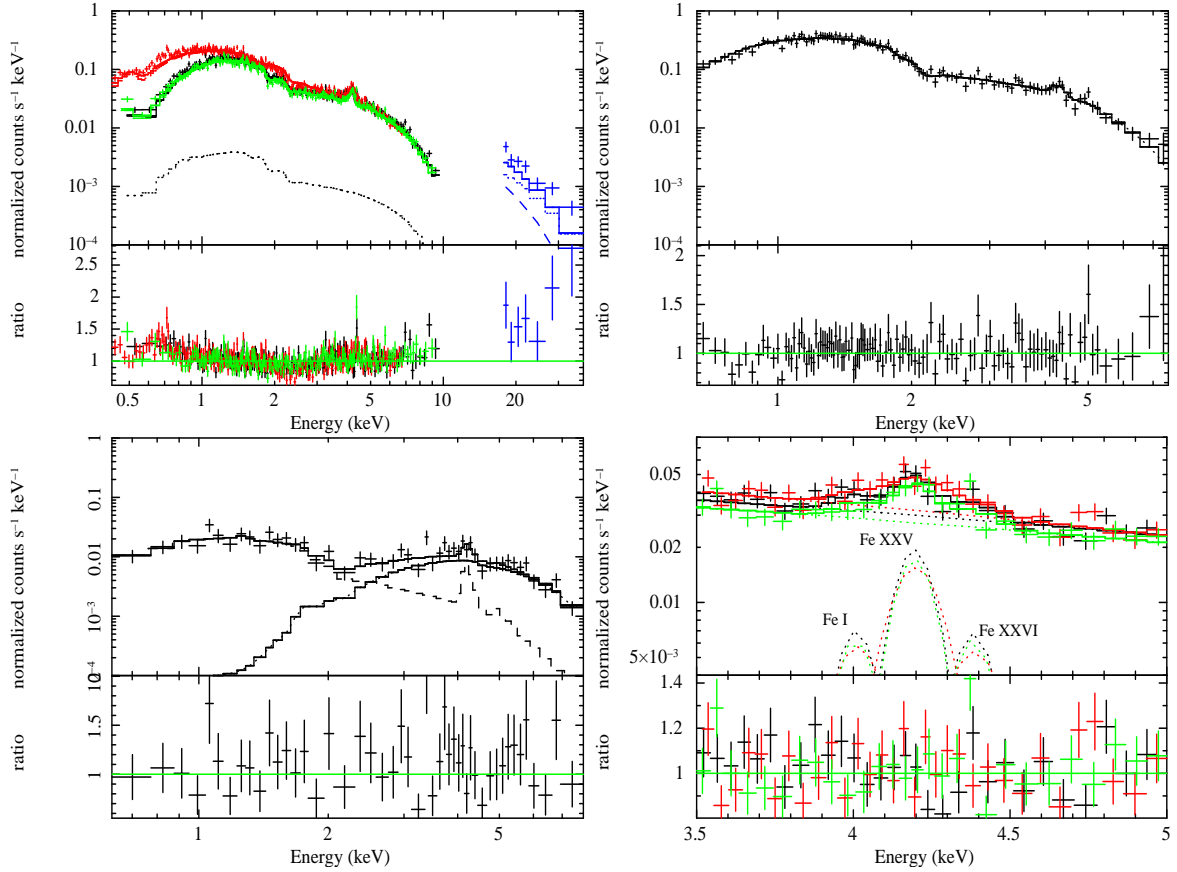 1
0.1
0.01
10⁻³
10⁻⁴
normalized counts s⁻¹ keV⁻¹
2.5
2
1.5
1
ratio
0.5 1 2 5 10 20
Energy (keV)
1
0.1
0.01
10⁻³
10⁻⁴
normalized counts s⁻¹ keV⁻¹
2
1.5
1
ratio
1 2 5
Energy (keV)
1
0.1
0.01
10⁻³
10⁻⁴
normalized counts s⁻¹ keV⁻¹
2
1.5
1
ratio
1 2 5
Energy (keV)
0.05
0.02
0.01
5×10⁻³
normalized counts s⁻¹ keV⁻¹
Fe XXV
Fe I
Fe XXVI
1.4
1.2
1
ratio
3.5 4 4.5 5
Energy (keV)